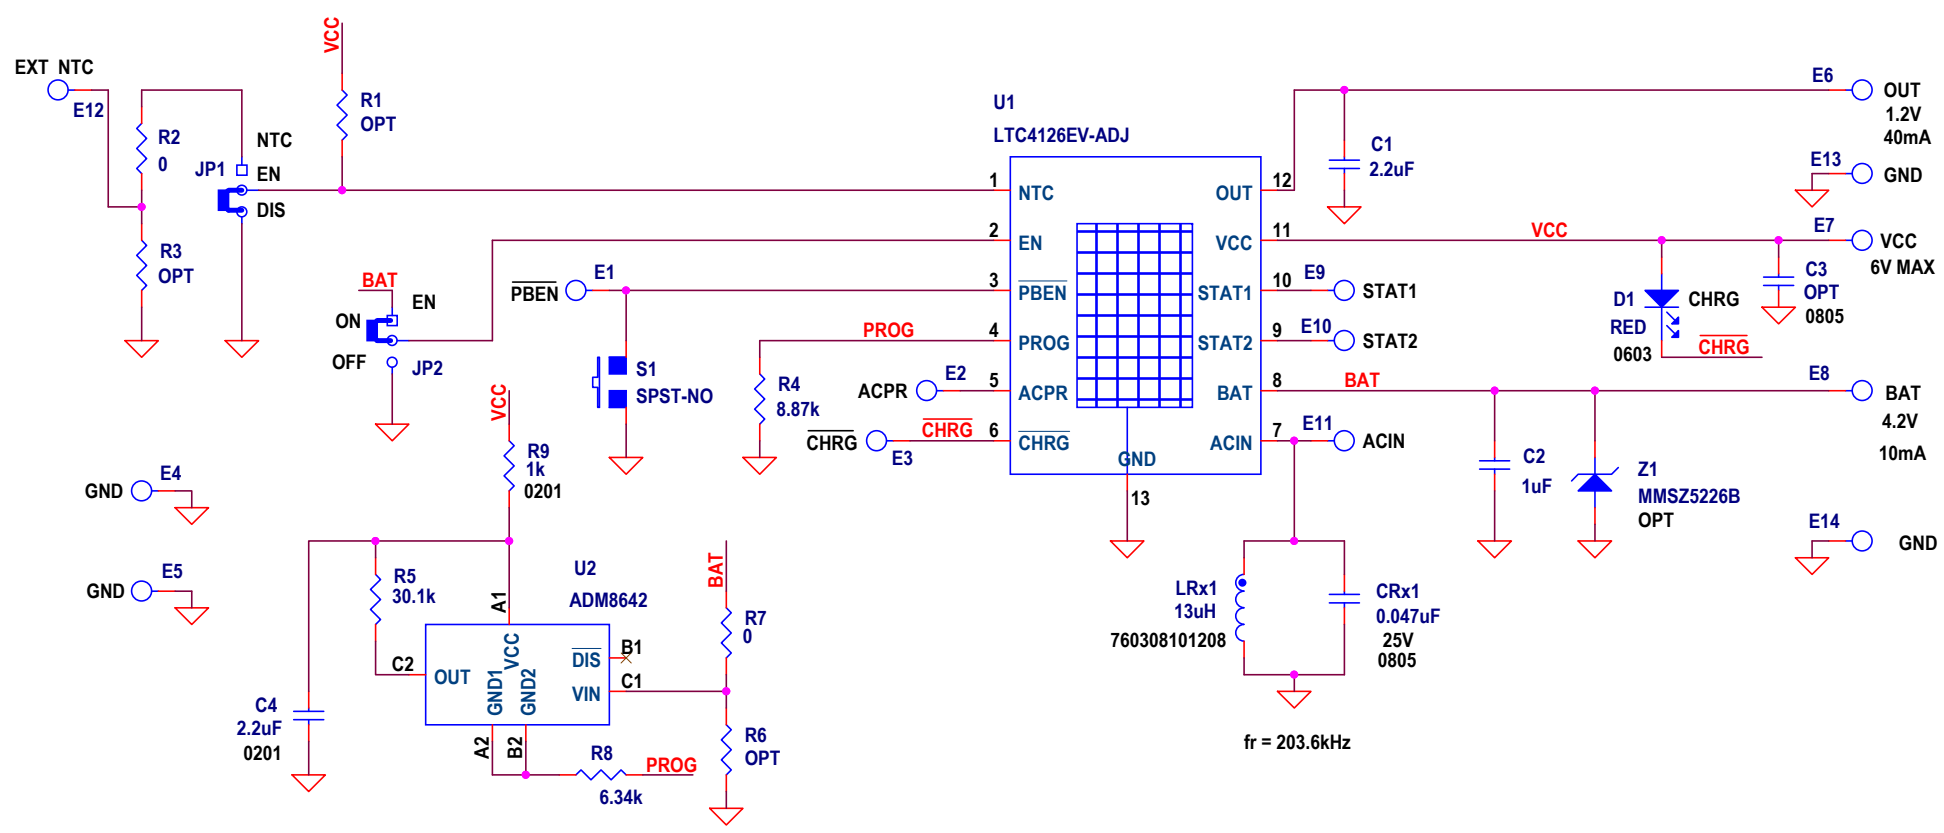 VCC
EXT NTC
E12
R2
0
NTC
JP1
EN
DIS
R3
OPT
R1
OPT
BAT
EN
ON
OFF
JP2
PBEN
E1
S1
SPST-NO
PROG
R4
8.87k
ACPR
E2
CHRG
CHRG
E3
U1
LTC4126EV-ADJ
1
NTC
2
EN
3
PBEN
4
PROG
5
ACPR
6
CHRG
GND
13
OUT
12
VCC
11
STAT1
10
STAT2
9
BAT
8
ACIN
7
C1
2.2uF
E6
OUT
1.2V
40mA
E13
GND
VCC
E7
VCC
6V MAX
E9
STAT1
E10
STAT2
D1
CHRG
RED
0603
CHRG
C3
OPT
0805
BAT
E8
BAT
4.2V
10mA
E11
ACIN
C2
1uF
Z1
MMSZ5226B
OPT
E14
GND
LRx1
13uH
760308101208
CRx1
0.047uF
25V
0805
fr = 203.6kHz
GND
E4
GND
E5
VCC
R9
1k
0201
R5
30.1k
C4
2.2uF
0201
U2
ADM8642
A1
VCC
C2
OUT
GND1
GND2
DIS
B1
VIN
C1
A2
B2
BAT
R7
0
R6
OPT
R8
6.34k
PROG